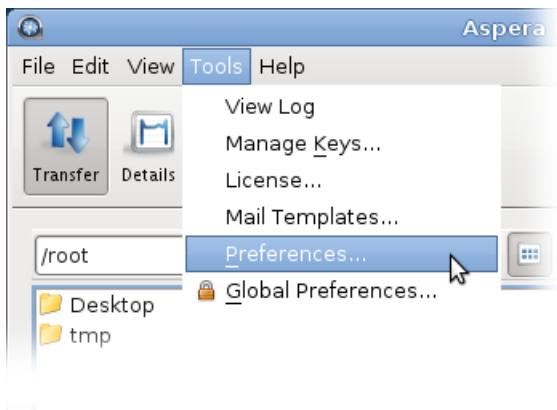 Aspera
File Edit View Tools Help
View Log
Manage Keys...
License...
Mail Templates...
Preferences...
Global Preferences...
Transfer
Details
/root
Desktop
tmp